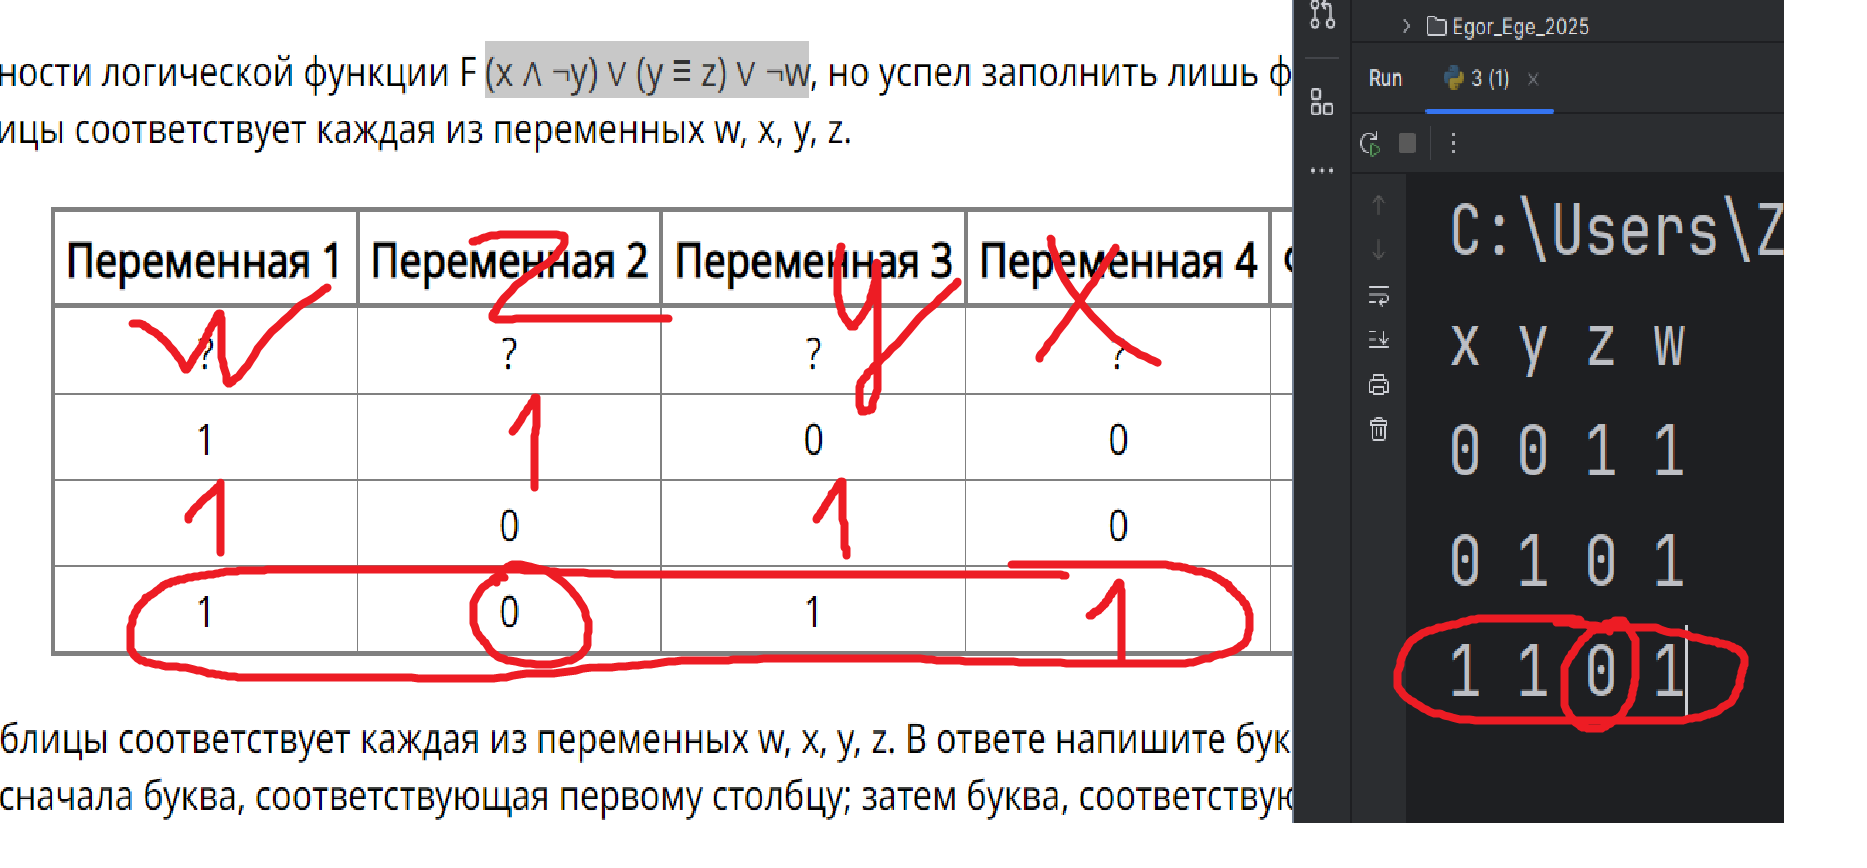 ности логической функции F (x ∧ ¬y) ∨ (y ≡ z) ∨ ¬w, но успел заполнить лишь ф
ицы соответствует каждая из переменных w, x, y, z.
Переменная 1 Переменная 2 Переменная 3 Переменная 4
w z y x
? ? ? ?
1 1 0 0
1 0 1 0
1 0 1 1
блицы соответствует каждая из переменных w, x, y, z. В ответе напишите бук
сначала буква, соответствующая первому столбцу; затем буква, соответствую
Egor_Ege_2025
Run 3 (1)
C:\Users\Z
x y z w
0 0 1 1
0 1 0 1
1 1 0 1